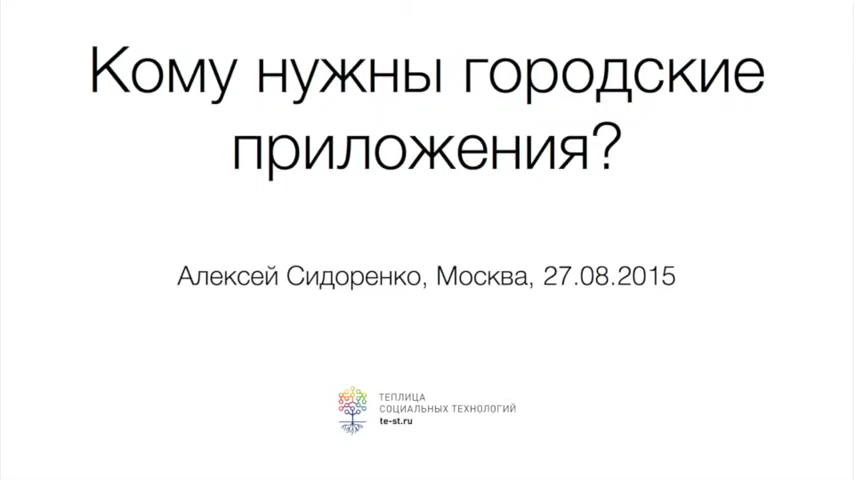 Кому нужны городские
приложения?
Алексей Сидоренко, Москва, 27.08.2015
ТЕПЛИЦА
СОЦИАЛЬНЫХ ТЕХНОЛОГИЙ
te-st.ru